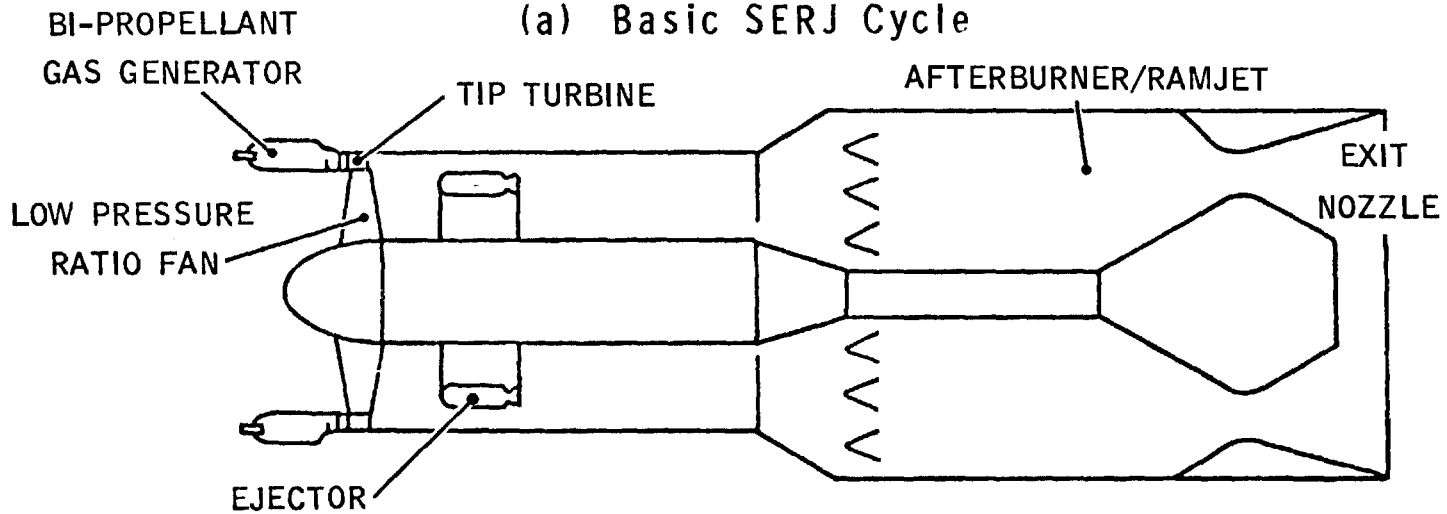 (a) Basic SERJ Cycle
BI-PROPELLANT
GAS GENERATOR
TIP TURBINE
AFTERBURNER/RAMJET
EXIT
NOZZLE
LOW PRESSURE
RATIO FAN
EJECTOR